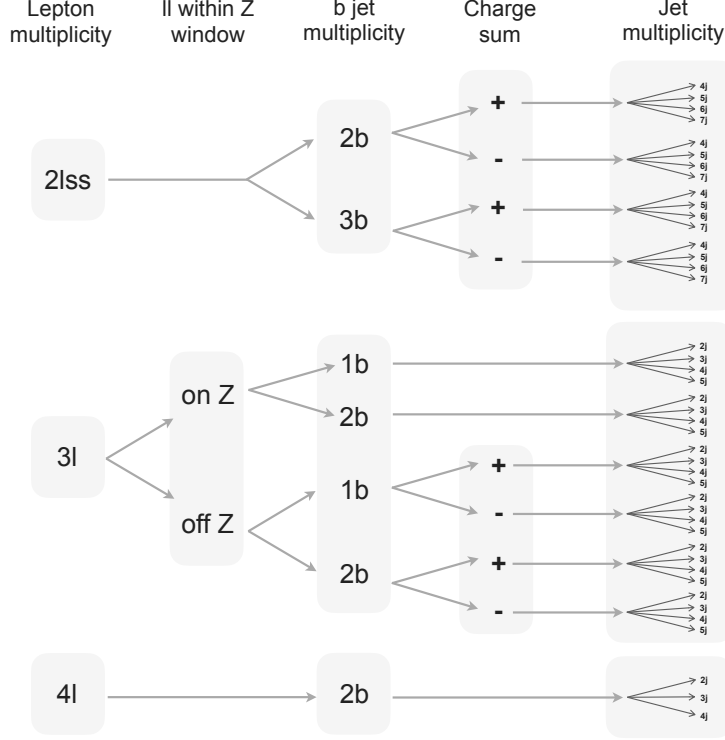 Lepton multiplicity
ll within Z window
b jet multiplicity
Charge sum
Jet multiplicity
2lss
2b
+
4j
5j
6j
7j
-
4j
5j
6j
7j
3b
+
4j
5j
6j
7j
-
4j
5j
6j
7j
3l
on Z
1b
2j
3j
4j
5j
2b
2j
3j
4j
5j
off Z
1b
+
2j
3j
4j
5j
-
2j
3j
4j
5j
2b
+
2j
3j
4j
5j
-
2j
3j
4j
5j
4l
2b
2j
3j
4j